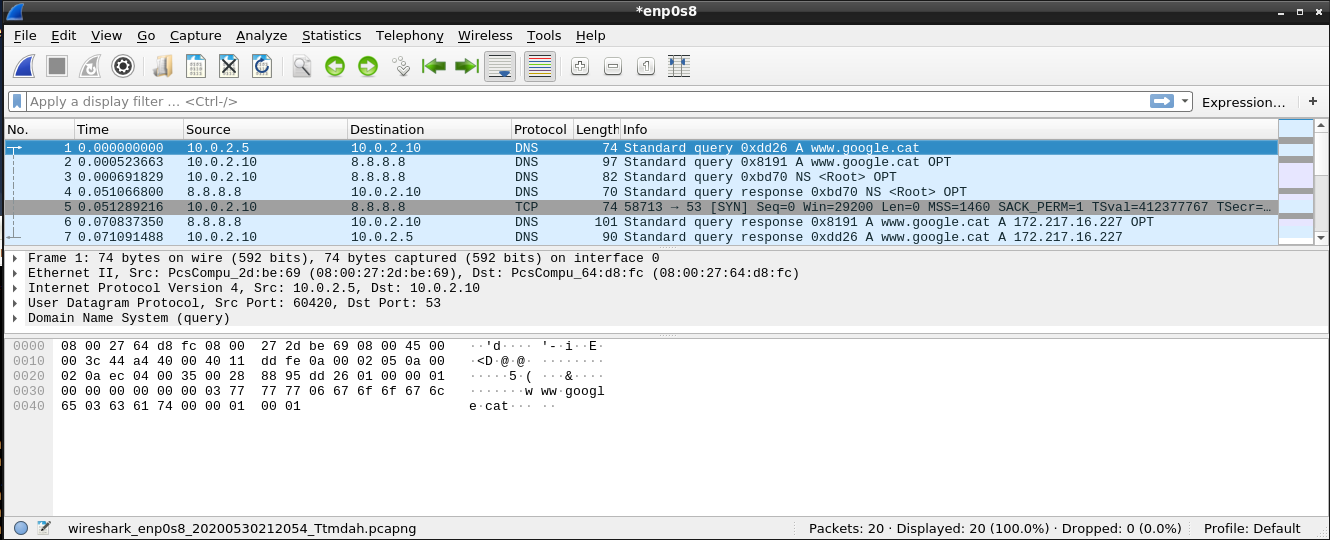 *enp0s8
File Edit View Go Capture Analyze Statistics Telephony Wireless Tools Help
Apply a display filter … <Ctrl-/> Expression… +
No. Time Source Destination Protocol Length Info
1 0.000000000 10.0.2.5 10.0.2.10 DNS 74 Standard query 0xdd26 A www.google.cat
2 0.000523663 10.0.2.10 8.8.8.8 DNS 97 Standard query 0x8191 A www.google.cat OPT
3 0.000691829 10.0.2.10 8.8.8.8 DNS 82 Standard query 0xbd70 NS <Root> OPT
4 0.051066800 8.8.8.8 10.0.2.10 DNS 70 Standard query response 0xbd70 NS <Root> OPT
5 0.051289216 10.0.2.10 8.8.8.8 TCP 74 58713 → 53 [SYN] Seq=0 Win=29200 Len=0 MSS=1460 SACK_PERM=1 TSval=412377767 TSecr=…
6 0.070837350 8.8.8.8 10.0.2.10 DNS 101 Standard query response 0x8191 A www.google.cat A 172.217.16.227 OPT
7 0.071091488 10.0.2.10 10.0.2.5 DNS 90 Standard query response 0xdd26 A www.google.cat A 172.217.16.227
Frame 1: 74 bytes on wire (592 bits), 74 bytes captured (592 bits) on interface 0
Ethernet II, Src: PcsCompu_2d:be:69 (08:00:27:2d:be:69), Dst: PcsCompu_64:d8:fc (08:00:27:64:d8:fc)
Internet Protocol Version 4, Src: 10.0.2.5, Dst: 10.0.2.10
User Datagram Protocol, Src Port: 60420, Dst Port: 53
Domain Name System (query)
0000 08 00 27 64 d8 fc 08 00 27 2d be 69 08 00 45 00 ··'d···· '-·i··E·
0010 00 3c 44 a4 40 00 40 11 dd fe 0a 00 02 05 0a 00 ·<D·@·@· ········
0020 02 0a ec 04 00 35 00 28 88 95 dd 26 01 00 00 01 ·····5·( ···&····
0030 00 00 00 00 00 00 03 77 77 77 06 67 6f 6f 67 6c ·······w ww·googl
0040 65 03 63 61 74 00 00 01 00 01 e·cat··· ··
wireshark_enp0s8_20200530212054_Ttmdah.pcapng Packets: 20 · Displayed: 20 (100.0%) · Dropped: 0 (0.0%) Profile: Default